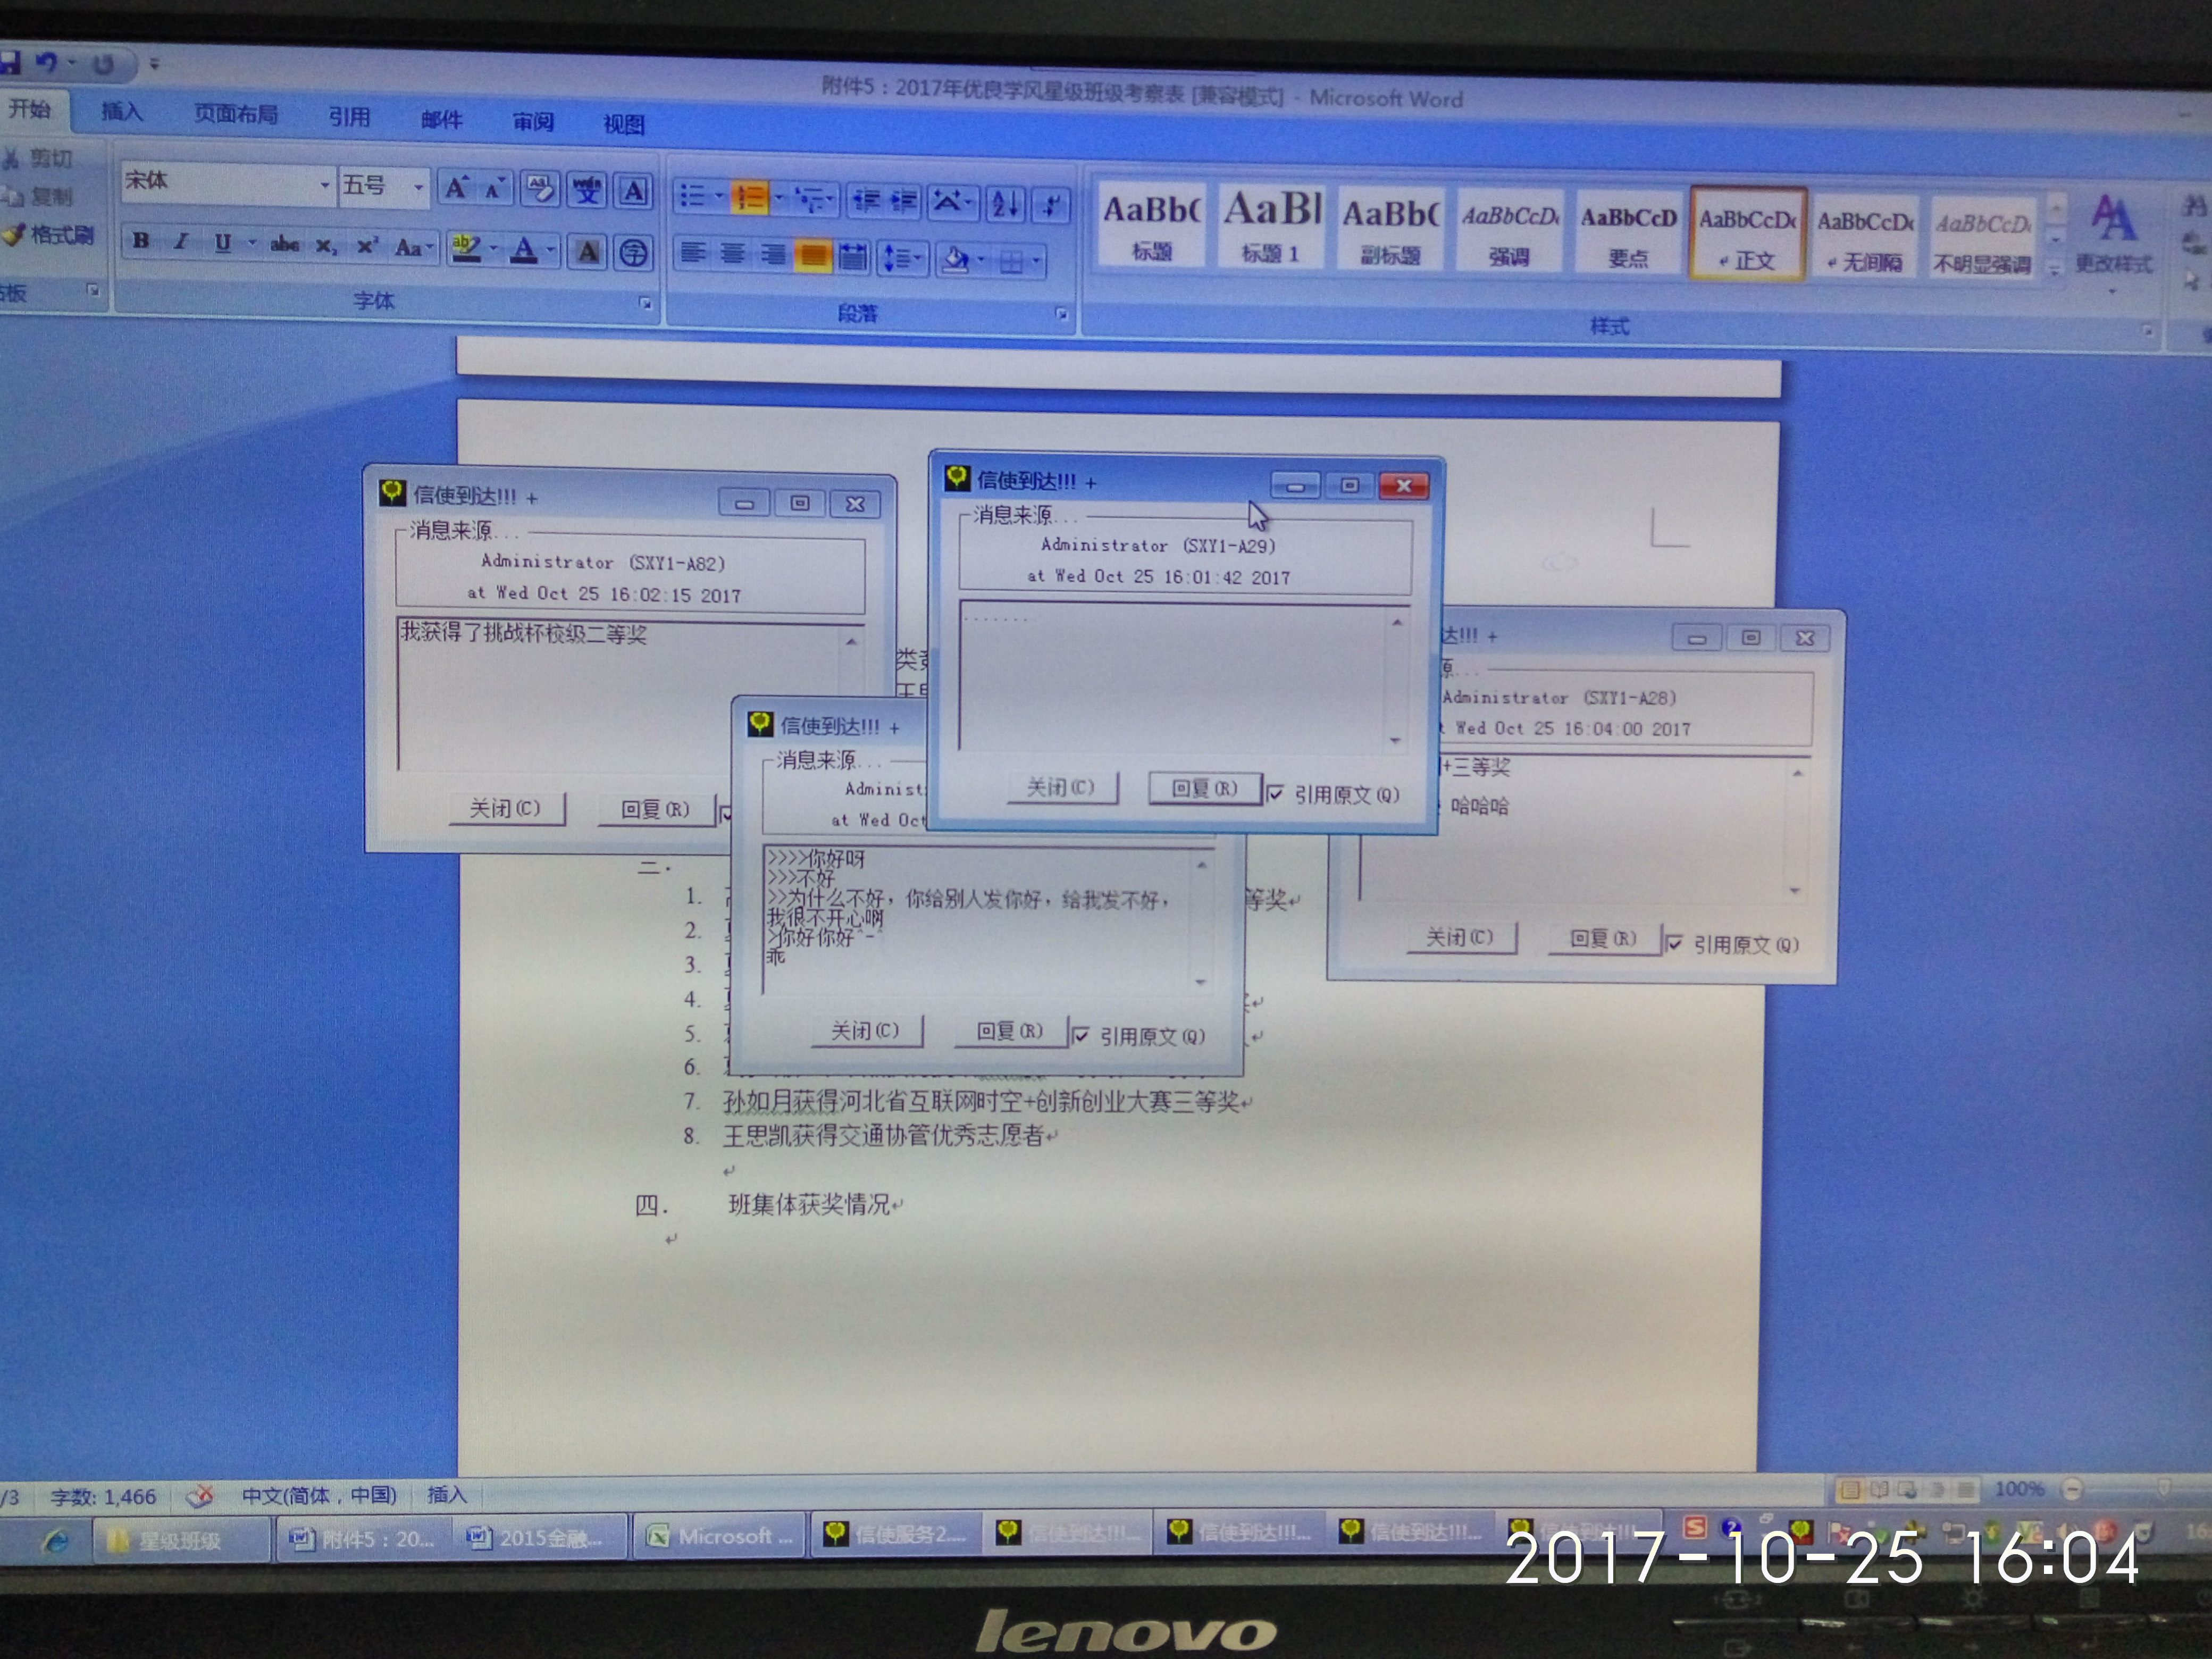 附件5：2017年优良学风星级班级考察表 [兼容模式] - Microsoft Word
开始 插入 页面布局 引用 邮件 审阅 视图
剪切
复制
格式刷
宋体 五号
B I U abc x₂ x² Aa
字体
段落
AaBbC AaBl AaBbC AaBbCcD AaBbCcD AaBbCcD AaBbCcD AaBbCcD
标题 标题 1 副标题 强调 要点 正文 无间隔 不明显强调
更改样式
样式
信使到达!!! +
消息来源...
Administrator (SXY1-A82)
at Wed Oct 25 16:02:15 2017
我获得了挑战杯校级二等奖
关闭(C) 回复(R)
信使到达!!! +
消息来源...
Administrator (SXY1-A29)
at Wed Oct 25 16:01:42 2017
.......
关闭(C) 回复(R) 引用原文(Q)
达!!! +
源...
Administrator (SXY1-A28)
Wed Oct 25 16:04:00 2017
+三等奖
哈哈哈
关闭(C) 回复(R) 引用原文(Q)
信使到达!!! +
消息来源...
Administ
at Wed Oct
>>>>你好呀
>>>不好
>>为什么不好，你给别人发你好，给我发不好，
我很不开心啊
>你好你好^-^
乖
关闭(C) 回复(R) 引用原文(Q)
1. 等奖
2.
3.
4.
5.
6.
7. 孙如月获得河北省互联网时空+创新创业大赛三等奖
8. 王思凯获得交通协管优秀志愿者
四. 班集体获奖情况
/3 字数: 1,466 中文(简体，中国) 插入 100%
星级班级 附件5：20... 2015金融... Microsoft ... 信使服务2.... 信使到达!!!... 信使到达!!!... 信使到达!!!... 信使到达!!!
2017-10-25 16:04
lenovo